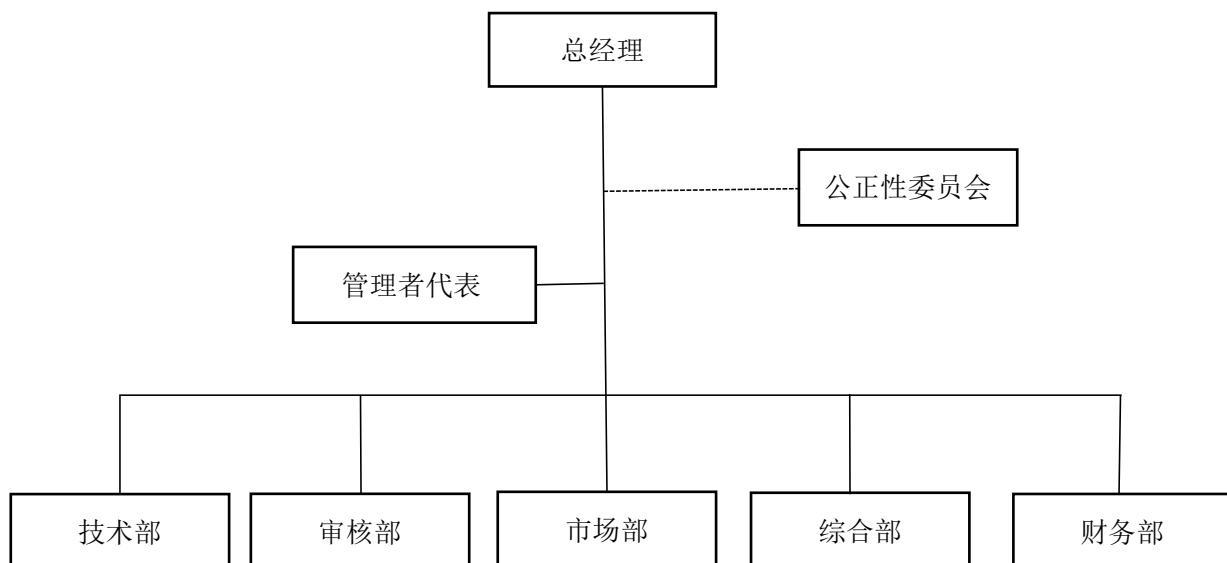 总经理
公正性委员会
管理者代表
技术部
审核部
市场部
综合部
财务部